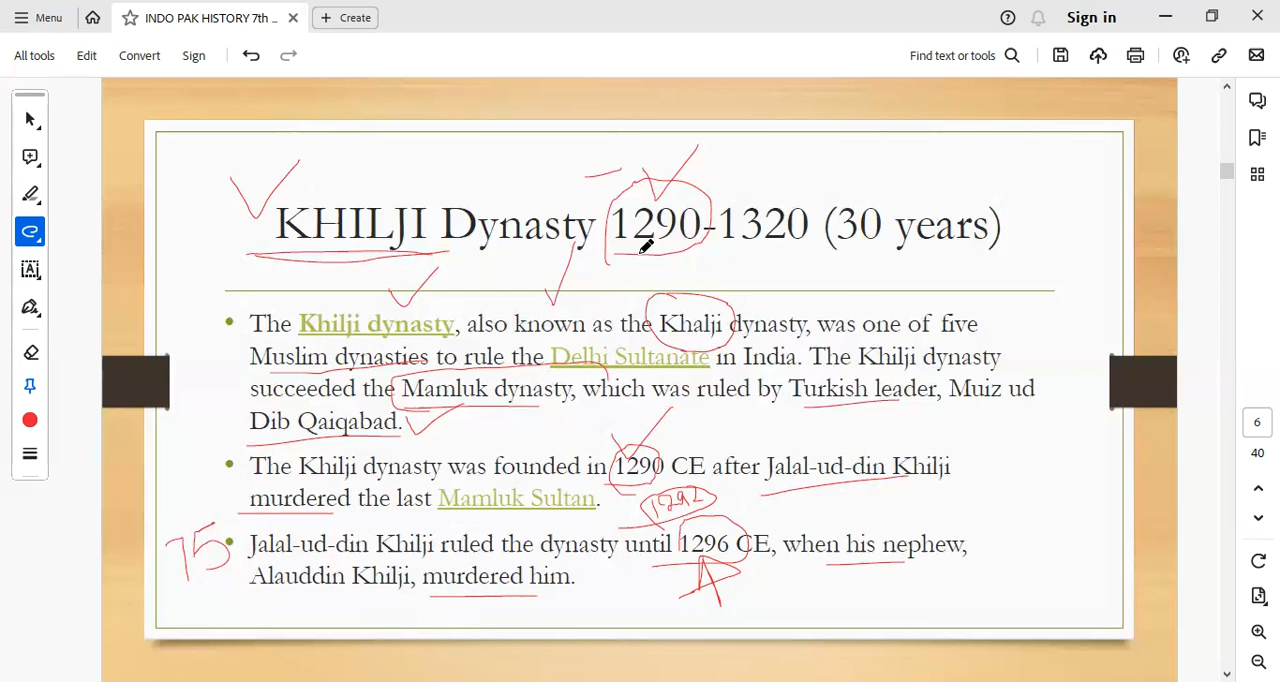 Menu
INDO PAK HISTORY 7th ...
Create
Sign in
All tools Edit Convert Sign
Find text or tools
KHILJI Dynasty 1290-1320 (30 years)
• The Khilji dynasty, also known as the Khalji dynasty, was one of five
Muslim dynasties to rule the Delhi Sultanate in India. The Khilji dynasty
succeeded the Mamluk dynasty, which was ruled by Turkish leader, Muiz ud
Dib Qaiqabad.
• The Khilji dynasty was founded in 1290 CE after Jalal-ud-din Khilji
murdered the last Mamluk Sultan.
1292
75
• Jalal-ud-din Khilji ruled the dynasty until 1296 CE, when his nephew,
Alauddin Khilji, murdered him.
6
40